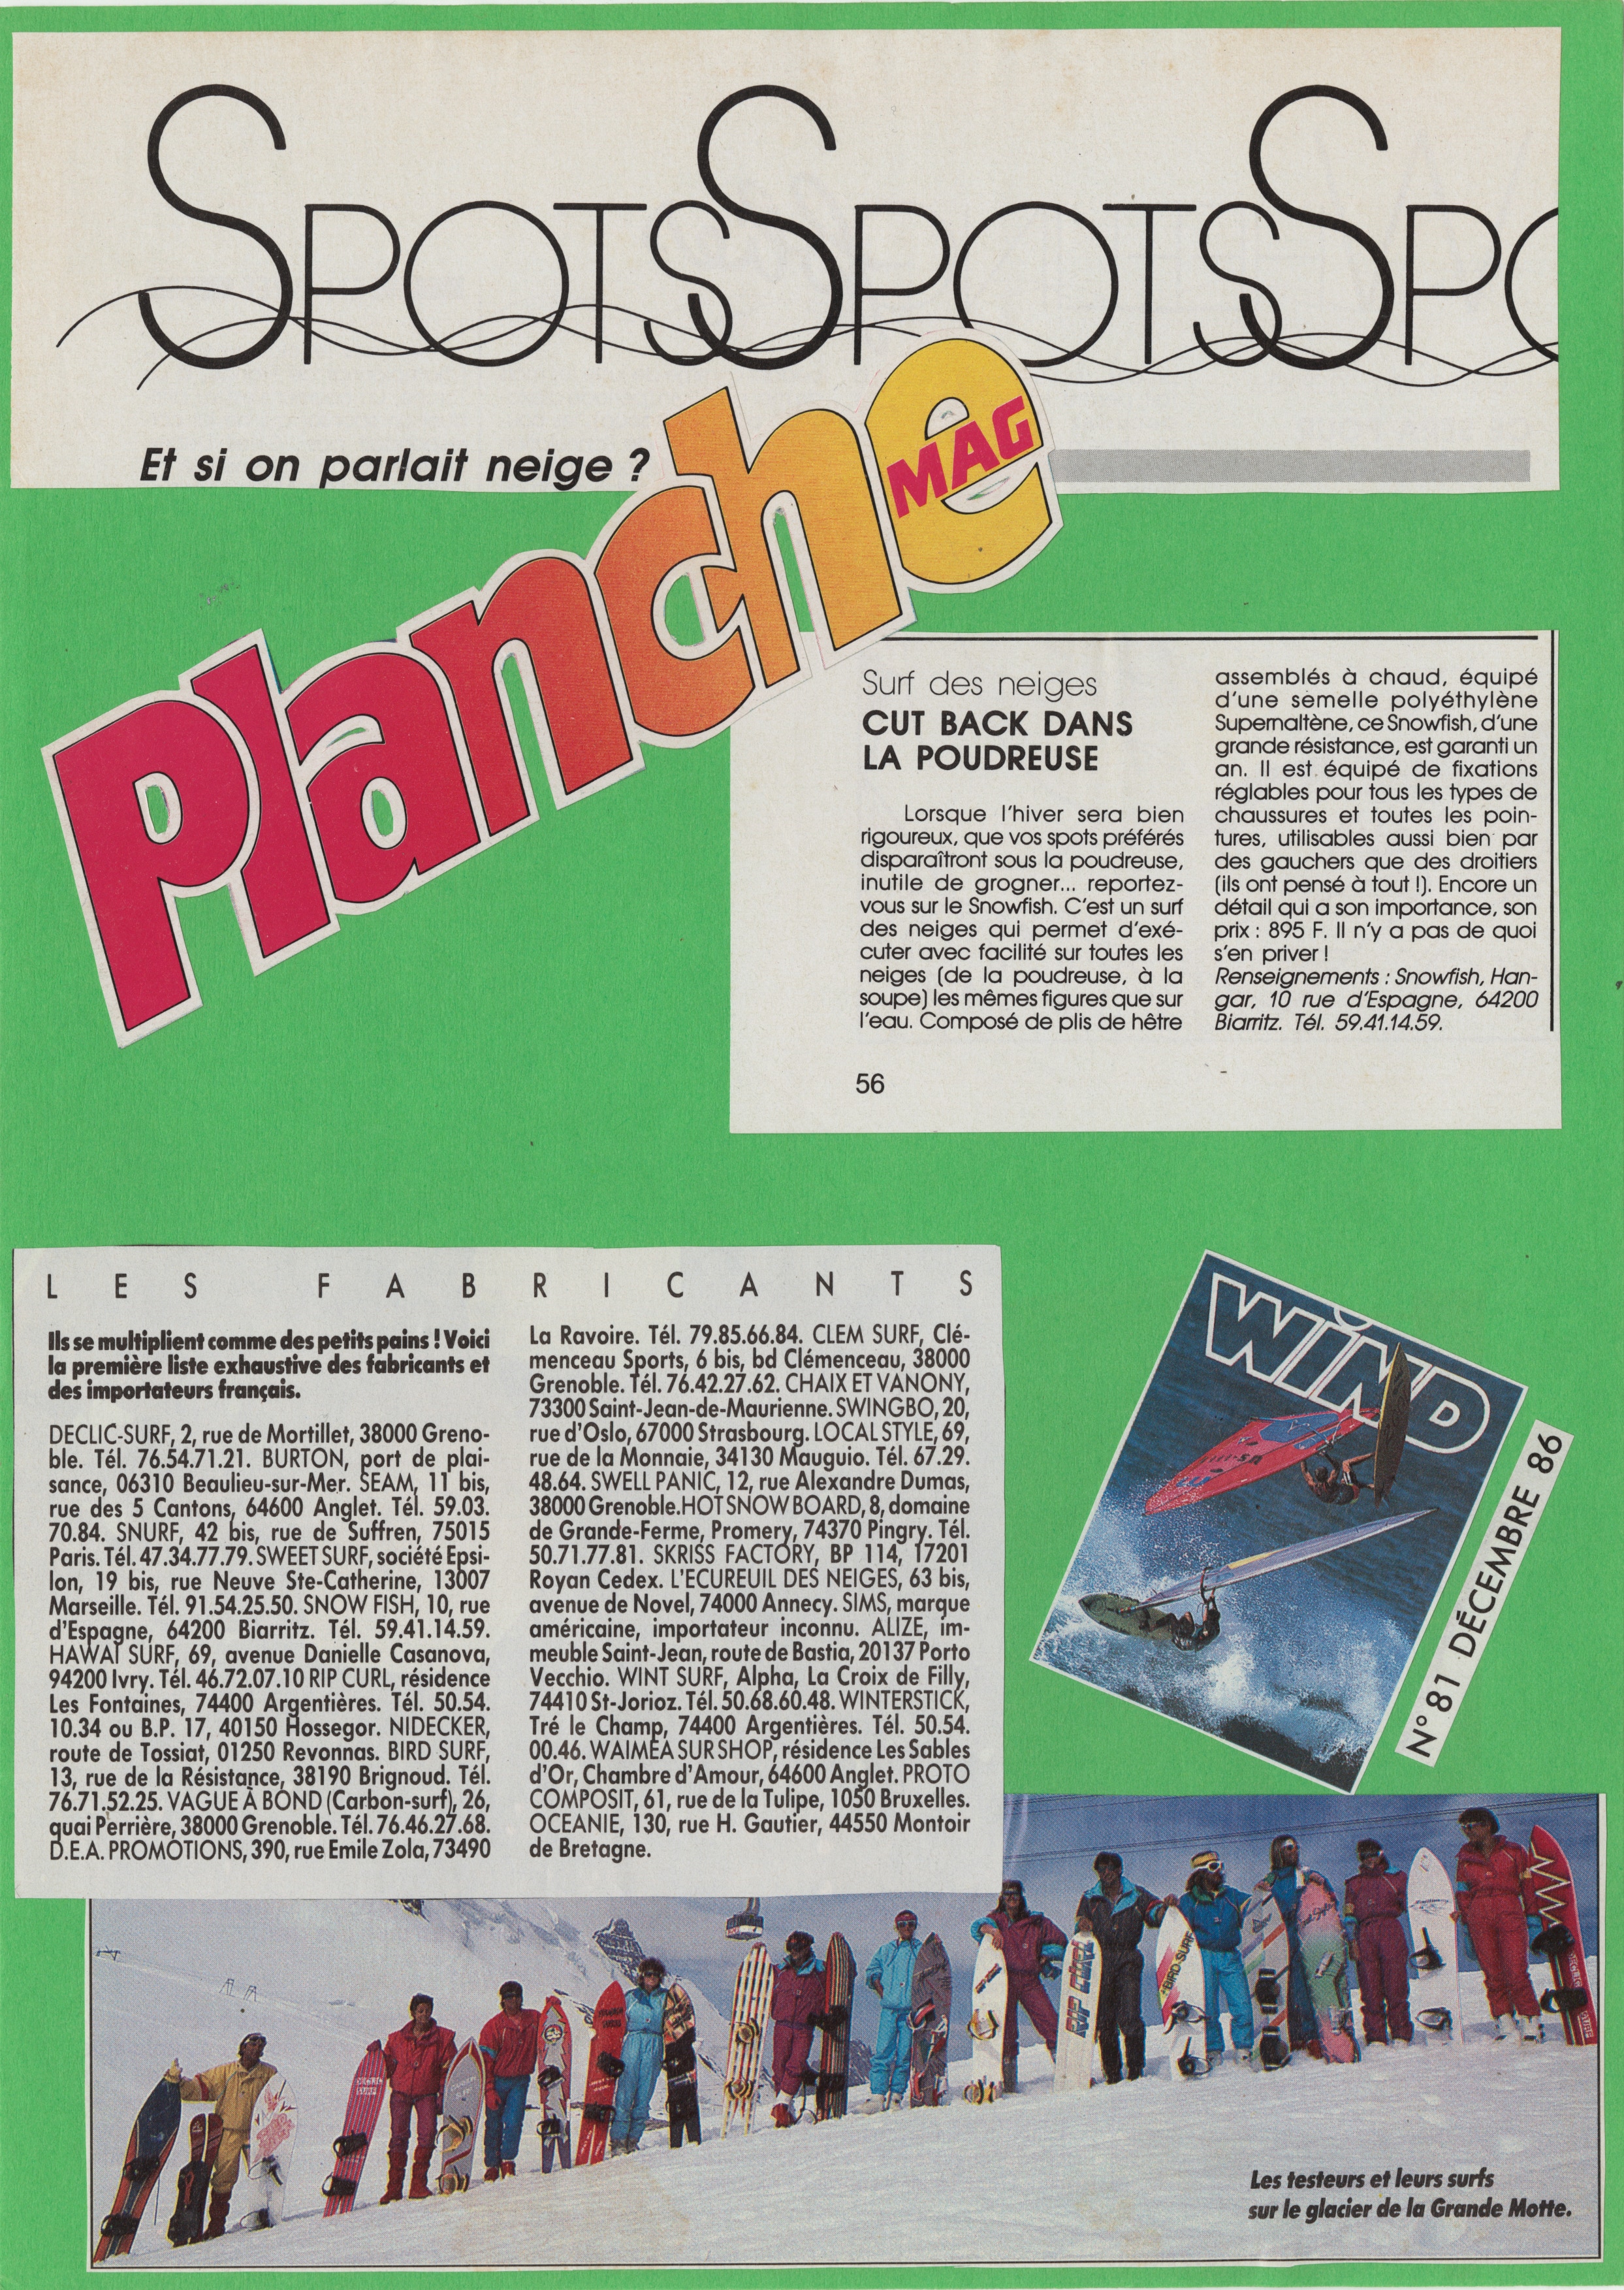 SPOTSSPOTSSPO
Et si on parlait neige ?
Planche
MAG
Surf des neiges
CUT BACK DANS
LA POUDREUSE
Lorsque l'hiver sera bien
rigoureux, que vos spots préférés
disparaîtront sous la poudreuse,
inutile de grogner... reportez-
vous sur le Snowfish. C'est un surf
des neiges qui permet d'exé-
cuter avec facilité sur toutes les
neiges (de la poudreuse, à la
soupe) les mêmes figures que sur
l'eau. Composé de plis de hêtre
assemblés à chaud, équipé
d'une semelle polyéthylène
Supernaltène, ce Snowfish, d'une
grande résistance, est garanti un
an. Il est équipé de fixations
réglables pour tous les types de
chaussures et toutes les poin-
tures, utilisables aussi bien par
des gauchers que des droitiers
(ils ont pensé à tout !). Encore un
détail qui a son importance, son
prix : 895 F. Il n'y a pas de quoi
s'en priver !
Renseignements : Snowfish, Han-
gar, 10 rue d'Espagne, 64200
Biarritz. Tél. 59.41.14.59.
56
LES FABRICANTS
Ils se multiplient comme des petits pains ! Voici
la première liste exhaustive des fabricants et
des importateurs français.
DECLIC-SURF, 2, rue de Mortillet, 38000 Greno-
ble. Tél. 76.54.71.21. BURTON, port de plai-
sance, 06310 Beaulieu-sur-Mer. SEAM, 11 bis,
rue des 5 Cantons, 64600 Anglet. Tél. 59.03.
70.84. SNURF, 42 bis, rue de Suffren, 75015
Paris. Tél. 47.34.77.79. SWEET SURF, société Epsi-
lon, 19 bis, rue Neuve Ste-Catherine, 13007
Marseille. Tél. 91.54.25.50. SNOW FISH, 10, rue
d'Espagne, 64200 Biarritz. Tél. 59.41.14.59.
HAWAÏ SURF, 69, avenue Danielle Casanova,
94200 Ivry. Tél. 46.72.07.10 RIP CURL, résidence
Les Fontaines, 74400 Argentières. Tél. 50.54.
10.34 ou B.P. 17, 40150 Hossegor. NIDECKER,
route de Tossiat, 01250 Revonnas. BIRD SURF,
13, rue de la Résistance, 38190 Brignoud. Tél.
76.71.52.25. VAGUE À BOND (Carbon-surf), 26,
quai Perrière, 38000 Grenoble. Tél. 76.46.27.68.
D.E.A. PROMOTIONS, 390, rue Emile Zola, 73490
La Ravoire. Tél. 79.85.66.84. CLEM SURF, Clé-
menceau Sports, 6 bis, bd Clémenceau, 38000
Grenoble. Tél. 76.42.27.62. CHAIX ET VANONY,
73300 Saint-Jean-de-Maurienne. SWINGBO, 20,
rue d'Oslo, 67000 Strasbourg. LOCAL STYLE, 69,
rue de la Monnaie, 34130 Mauguio. Tél. 67.29.
48.64. SWELL PANIC, 12, rue Alexandre Dumas,
38000 Grenoble. HOT SNOW BOARD, 8, domaine
de Grande-Ferme, Promery, 74370 Pingry. Tél.
50.71.77.81. SKRISS FACTORY, BP 114, 17201
Royan Cedex. L'ECUREUIL DES NEIGES, 63 bis,
avenue de Novel, 74000 Annecy. SIMS, marque
américaine, importateur inconnu. ALIZE, im-
meuble Saint-Jean, route de Bastia, 20137 Porto
Vecchio. WINT SURF, Alpha, La Croix de Filly,
74410 St-Jorioz. Tél. 50.68.60.48. WINTERSTICK,
Tré le Champ, 74400 Argentières. Tél. 50.54.
00.46. WAIMEA SUR SHOP, résidence Les Sables
d'Or, Chambre d'Amour, 64600 Anglet. PROTO
COMPOSIT, 61, rue de la Tulipe, 1050 Bruxelles.
OCEANIE, 130, rue H. Gautier, 44550 Montoir
de Bretagne.
WIND
N° 81 DÉCEMBRE 86
RIP CURL
BIRD-SURF
Les testeurs et leurs surfs
sur le glacier de la Grande Motte.